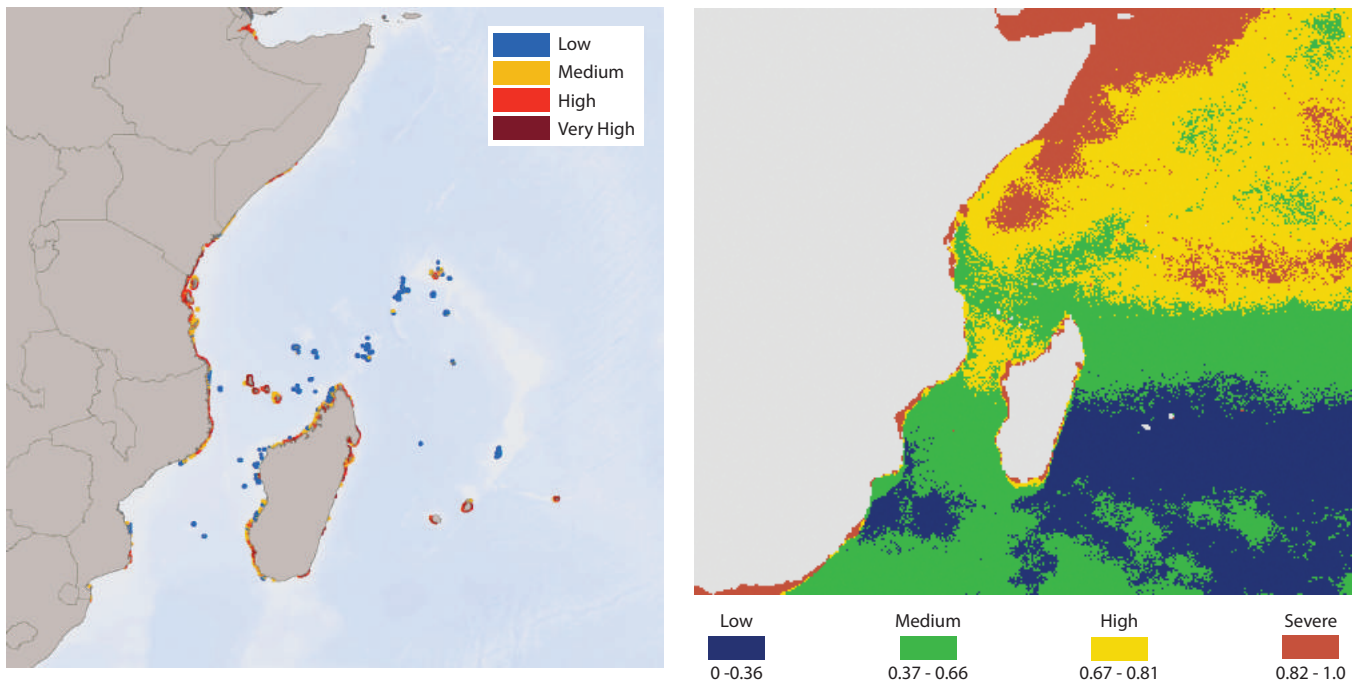 Low
Medium
High
Very High
Low Medium High Severe
0 -0.36 0.37 - 0.66 0.67 - 0.81 0.82 - 1.0